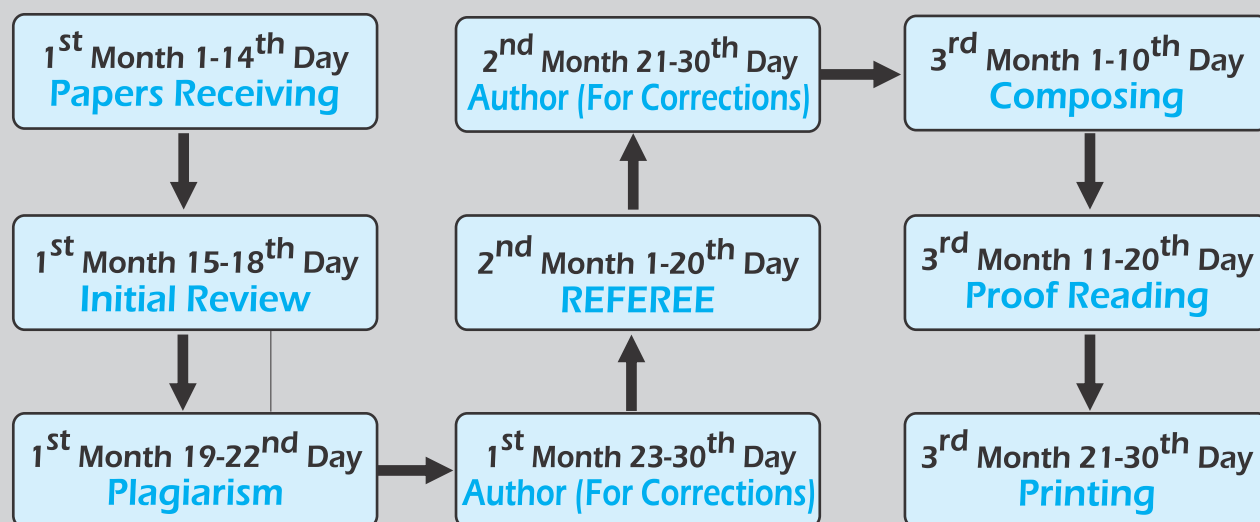 1st Month 1-14th Day
Papers Receiving
1st Month 15-18th Day
Initial Review
1st Month 19-22nd Day
Plagiarism
1st Month 23-30th Day
Author (For Corrections)
2nd Month 1-20th Day
REFEREE
2nd Month 21-30th Day
Author (For Corrections)
3rd Month 1-10th Day
Composing
3rd Month 11-20th Day
Proof Reading
3rd Month 21-30th Day
Printing